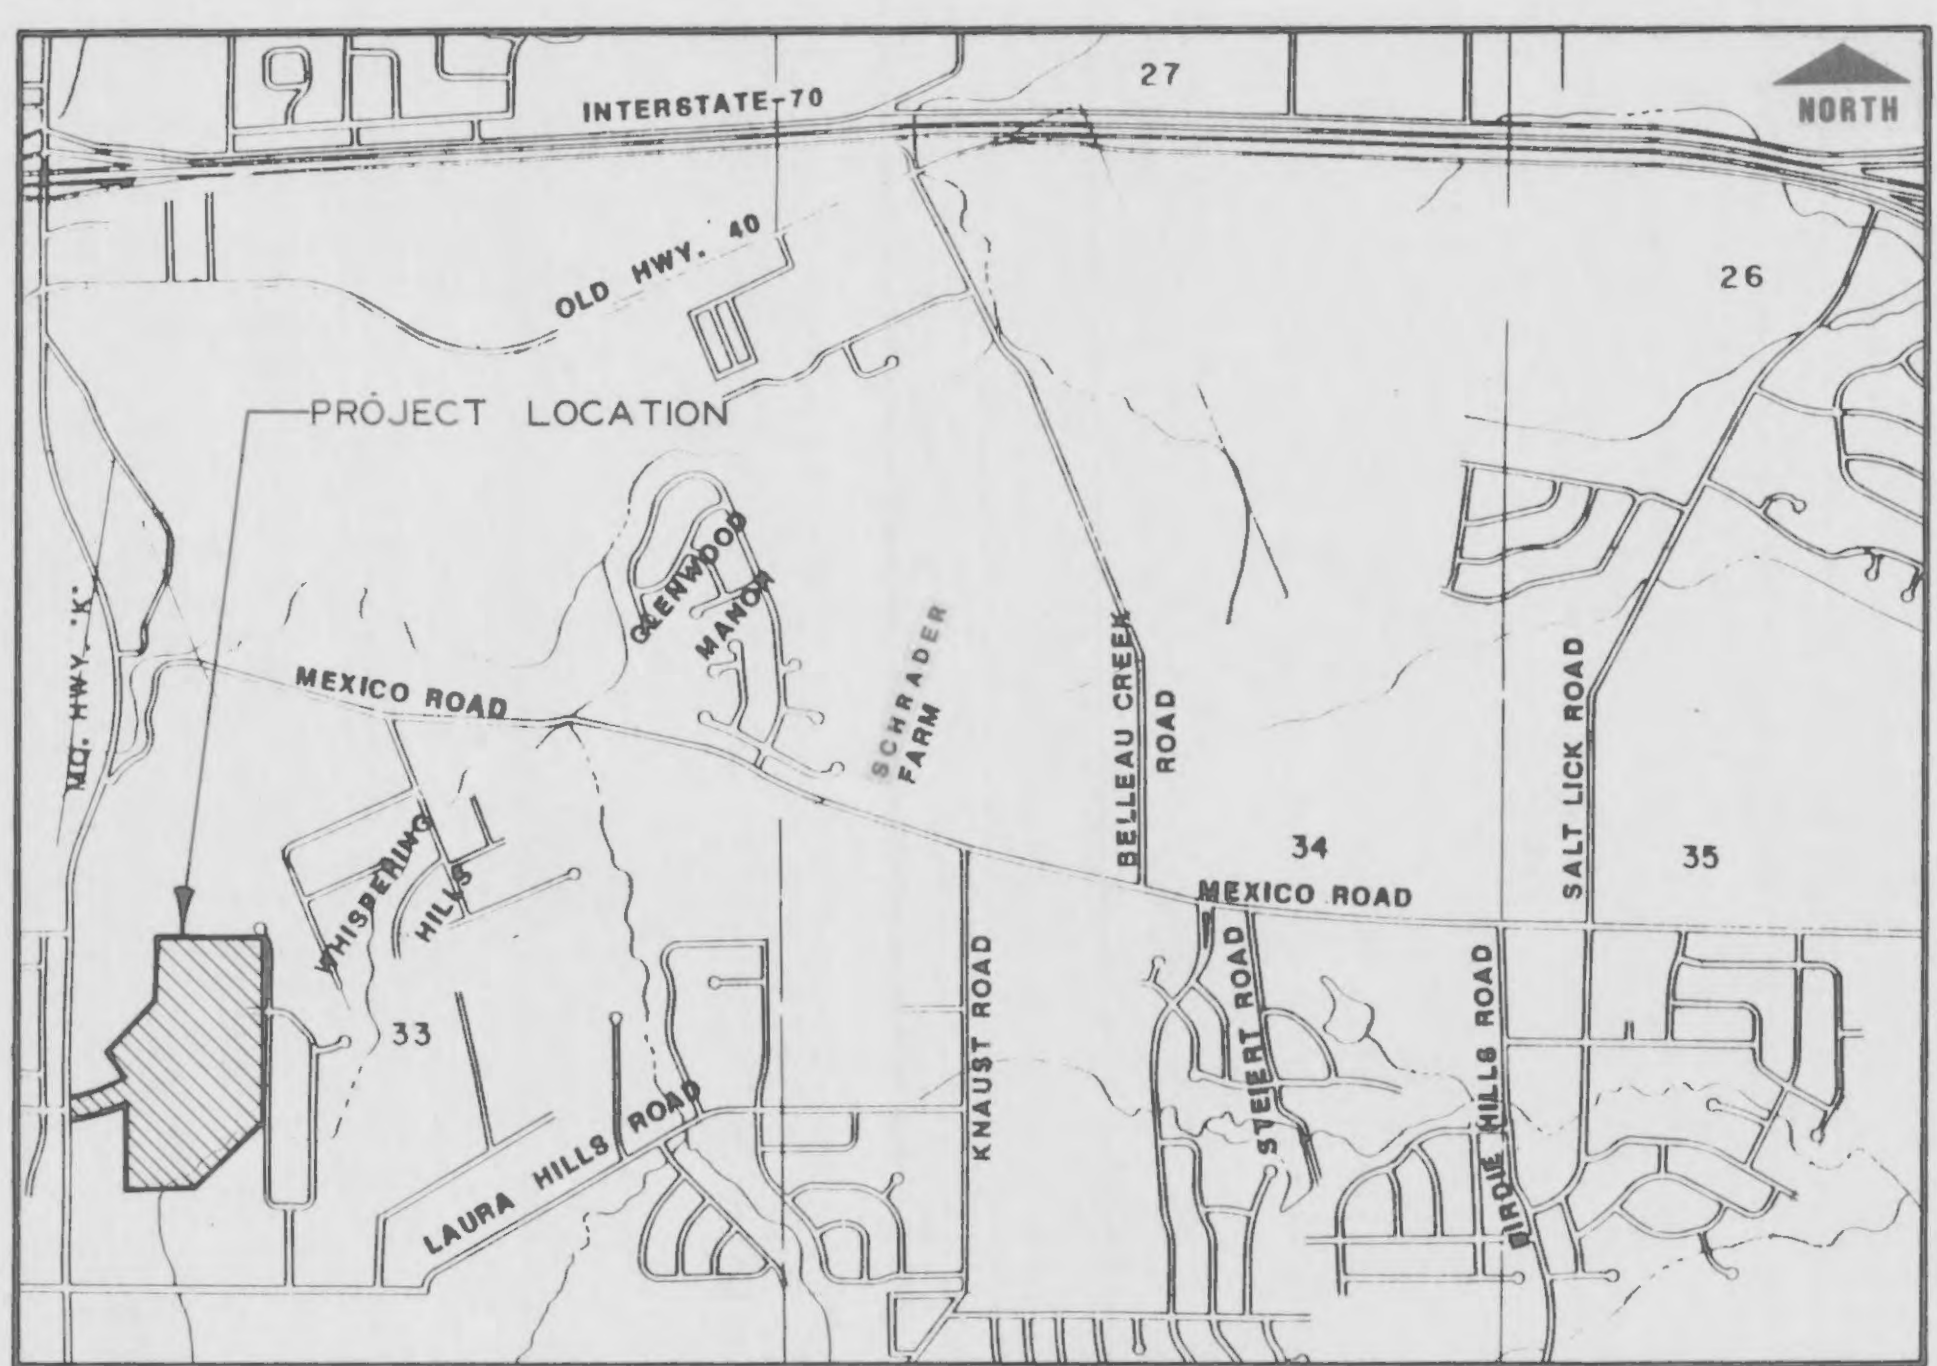 27
NORTH
INTERSTATE-70
OLD HWY. 40
26
PROJECT LOCATION
GLENWOOD
MANOR
MO. HWY. "K"
MEXICO ROAD
SCHRADER
FARM
BELLEAU CREEK
ROAD
SALT LICK ROAD
34
35
MEXICO ROAD
WHISPERING
HILLS
33
KNAUST ROAD
STEIERT ROAD
BIRDIE HILLS ROAD
LAURA HILLS ROAD